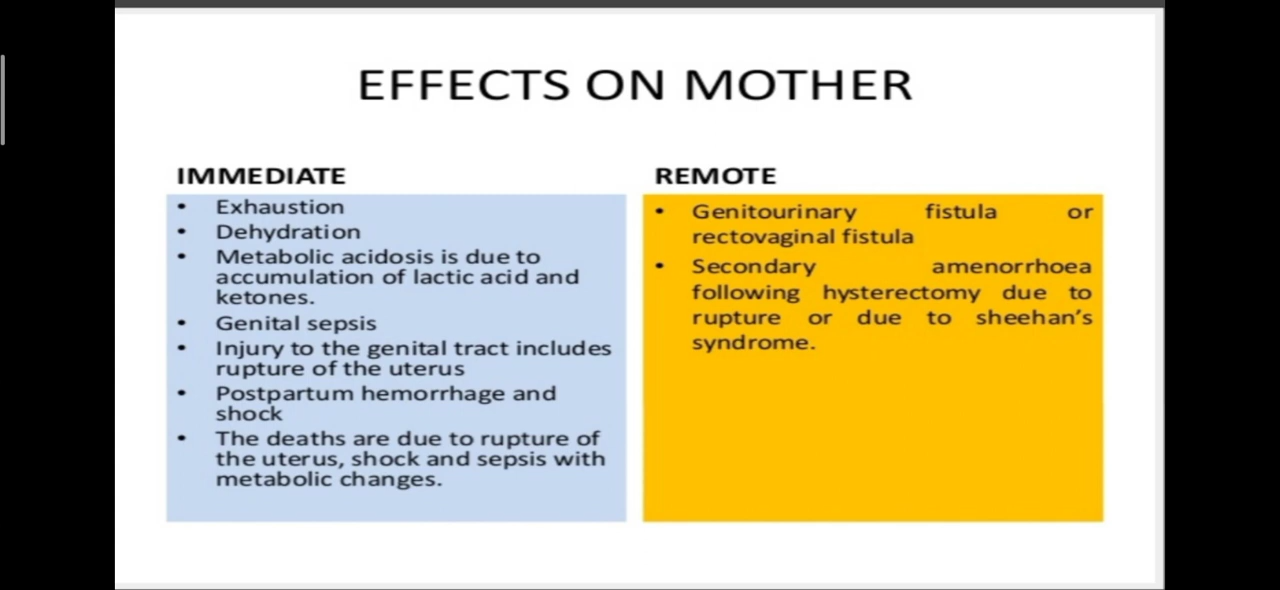 EFFECTS ON MOTHER
IMMEDIATE
• Exhaustion
• Dehydration
• Metabolic acidosis is due to
accumulation of lactic acid and
ketones.
• Genital sepsis
• Injury to the genital tract includes
rupture of the uterus
• Postpartum hemorrhage and
shock
• The deaths are due to rupture of
the uterus, shock and sepsis with
metabolic changes.
REMOTE
• Genitourinary fistula or
rectovaginal fistula
• Secondary amenorrhoea
following hysterectomy due to
rupture or due to sheehan's
syndrome.